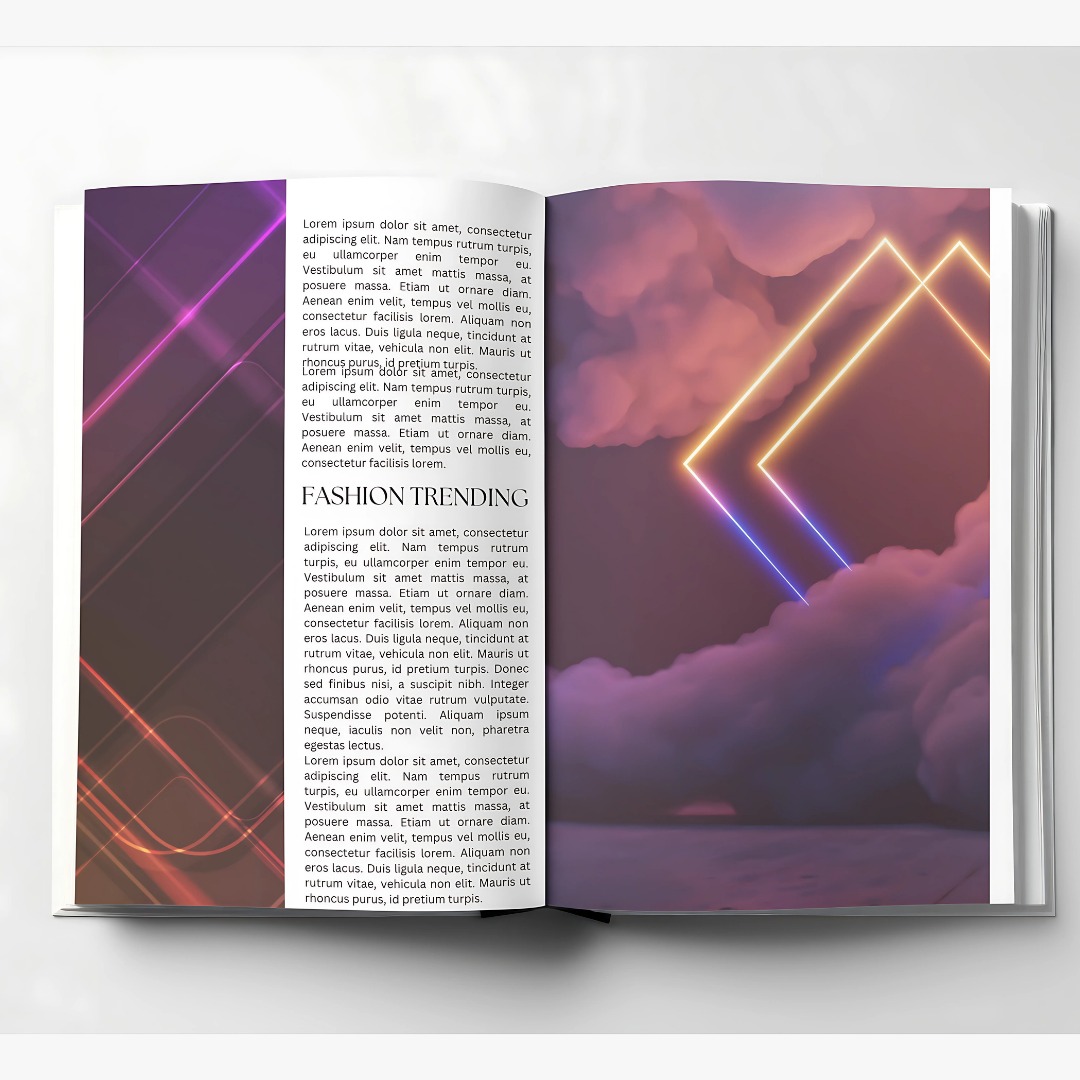 Lorem ipsum dolor sit amet, consectetur
adipiscing elit. Nam tempus rutrum turpis,
eu ullamcorper enim tempor eu.
Vestibulum sit amet mattis massa, at
posuere massa. Etiam ut ornare diam.
Aenean enim velit, tempus vel mollis eu,
consectetur facilisis lorem. Aliquam non
eros lacus. Duis ligula neque, tincidunt at
rutrum vitae, vehicula non elit. Mauris ut
rhoncus purus, id pretium turpis.
Lorem ipsum dolor sit amet, consectetur
adipiscing elit. Nam tempus rutrum turpis,
eu ullamcorper enim tempor eu.
Vestibulum sit amet mattis massa, at
posuere massa. Etiam ut ornare diam.
Aenean enim velit, tempus vel mollis eu,
consectetur facilisis lorem.
FASHION TRENDING
Lorem ipsum dolor sit amet, consectetur
adipiscing elit. Nam tempus rutrum
turpis, eu ullamcorper enim tempor eu.
Vestibulum sit amet mattis massa, at
posuere massa. Etiam ut ornare diam.
Aenean enim velit, tempus vel mollis eu,
consectetur facilisis lorem. Aliquam non
eros lacus. Duis ligula neque, tincidunt at
rutrum vitae, vehicula non elit. Mauris ut
rhoncus purus, id pretium turpis. Donec
sed finibus nisi, a suscipit nibh. Integer
accumsan odio vitae rutrum vulputate.
Suspendisse potenti. Aliquam ipsum
neque, iaculis non velit non, pharetra
egestas lectus.
Lorem ipsum dolor sit amet, consectetur
adipiscing elit. Nam tempus rutrum
turpis, eu ullamcorper enim tempor eu.
Vestibulum sit amet mattis massa, at
posuere massa. Etiam ut ornare diam.
Aenean enim velit, tempus vel mollis eu,
consectetur facilisis lorem. Aliquam non
eros lacus. Duis ligula neque, tincidunt at
rutrum vitae, vehicula non elit. Mauris ut
rhoncus purus, id pretium turpis.